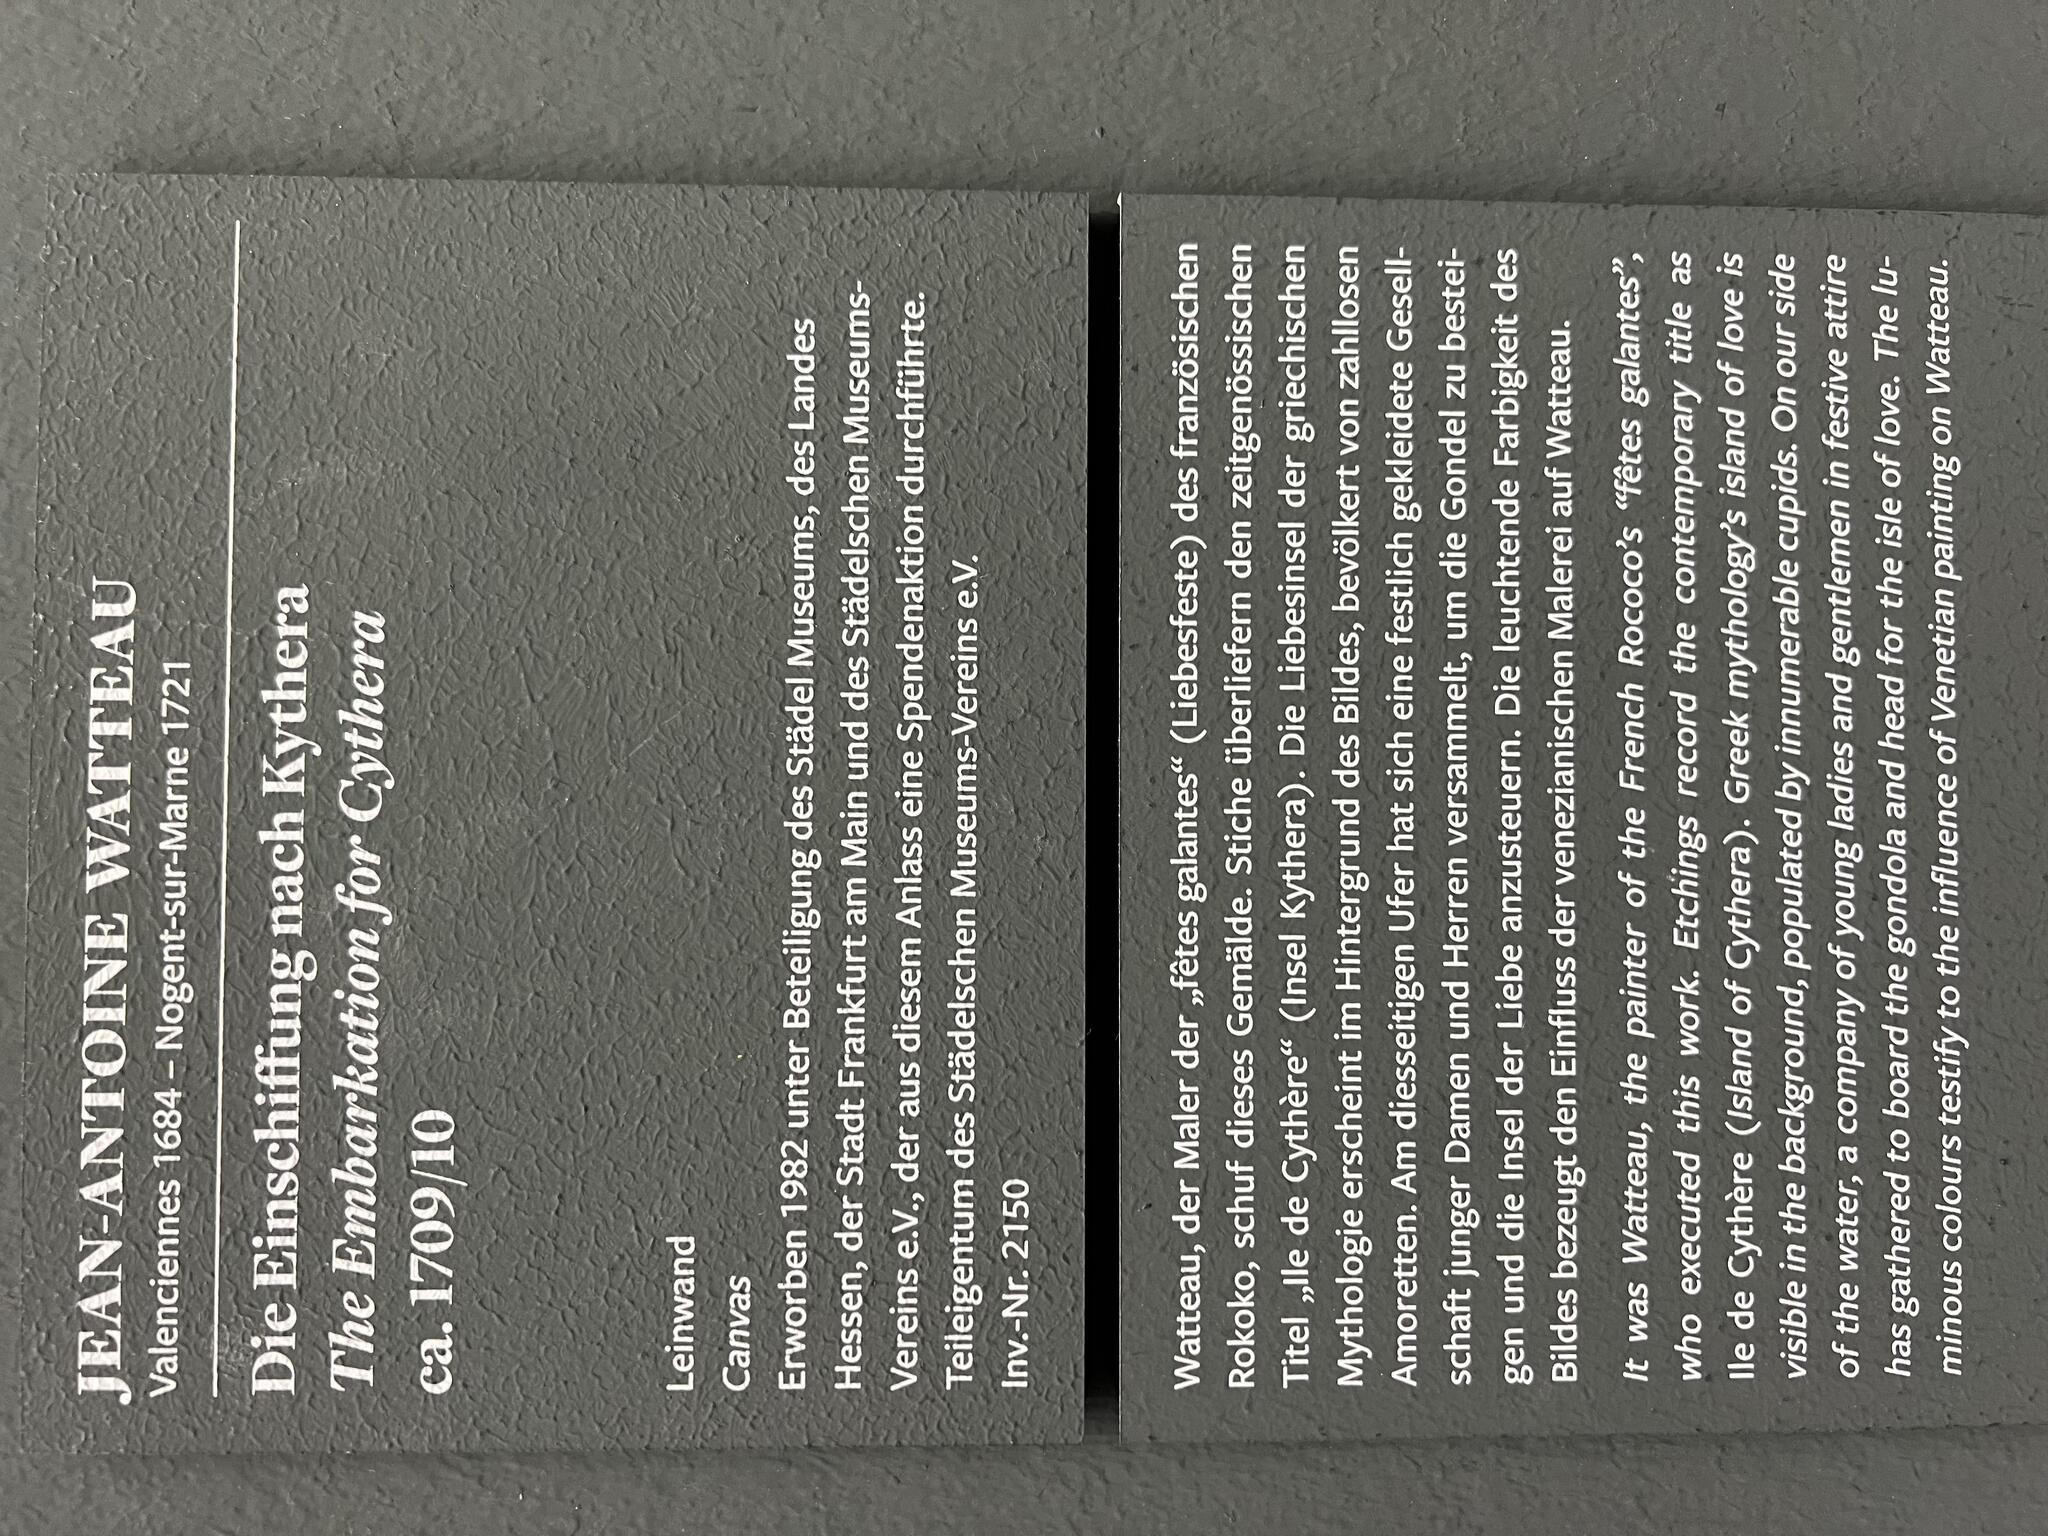 JEAN-ANTOINE WATTEAU
Valenciennes 1684 – Nogent-sur-Marne 1721
Die Einschiffung nach Kythera
The Embarkation for Cythera
ca. 1709/10
Leinwand
Canvas
Erworben 1982 unter Beteiligung des Städel Museums, des Landes
Hessen, der Stadt Frankfurt am Main und des Städelschen Museums-
Vereins e.V., der aus diesem Anlass eine Spendenaktion durchführte.
Teileigentum des Städelschen Museums-Vereins e.V.
Inv.-Nr. 2150
Watteau, der Maler der „fêtes galantes“ (Liebesfeste) des französischen
Rokoko, schuf dieses Gemälde. Stiche überliefern den zeitgenössischen
Titel „Ile de Cythère“ (Insel Kythera). Die Liebesinsel der griechischen
Mythologie erscheint im Hintergrund des Bildes, bevölkert von zahllosen
Amoretten. Am diesseitigen Ufer hat sich eine festlich gekleidete Gesell-
schaft junger Damen und Herren versammelt, um die Gondel zu bestei-
gen und die Insel der Liebe anzusteuern. Die leuchtende Farbigkeit des
Bildes bezeugt den Einfluss der venezianischen Malerei auf Watteau.
It was Watteau, the painter of the French Rococo’s “fêtes galantes”,
who executed this work. Etchings record the contemporary title as
Ile de Cythère (Island of Cythera). Greek mythology’s island of love is
visible in the background, populated by innumerable cupids. On our side
of the water, a company of young ladies and gentlemen in festive attire
has gathered to board the gondola and head for the isle of love. The lu-
minous colours testify to the influence of Venetian painting on Watteau.